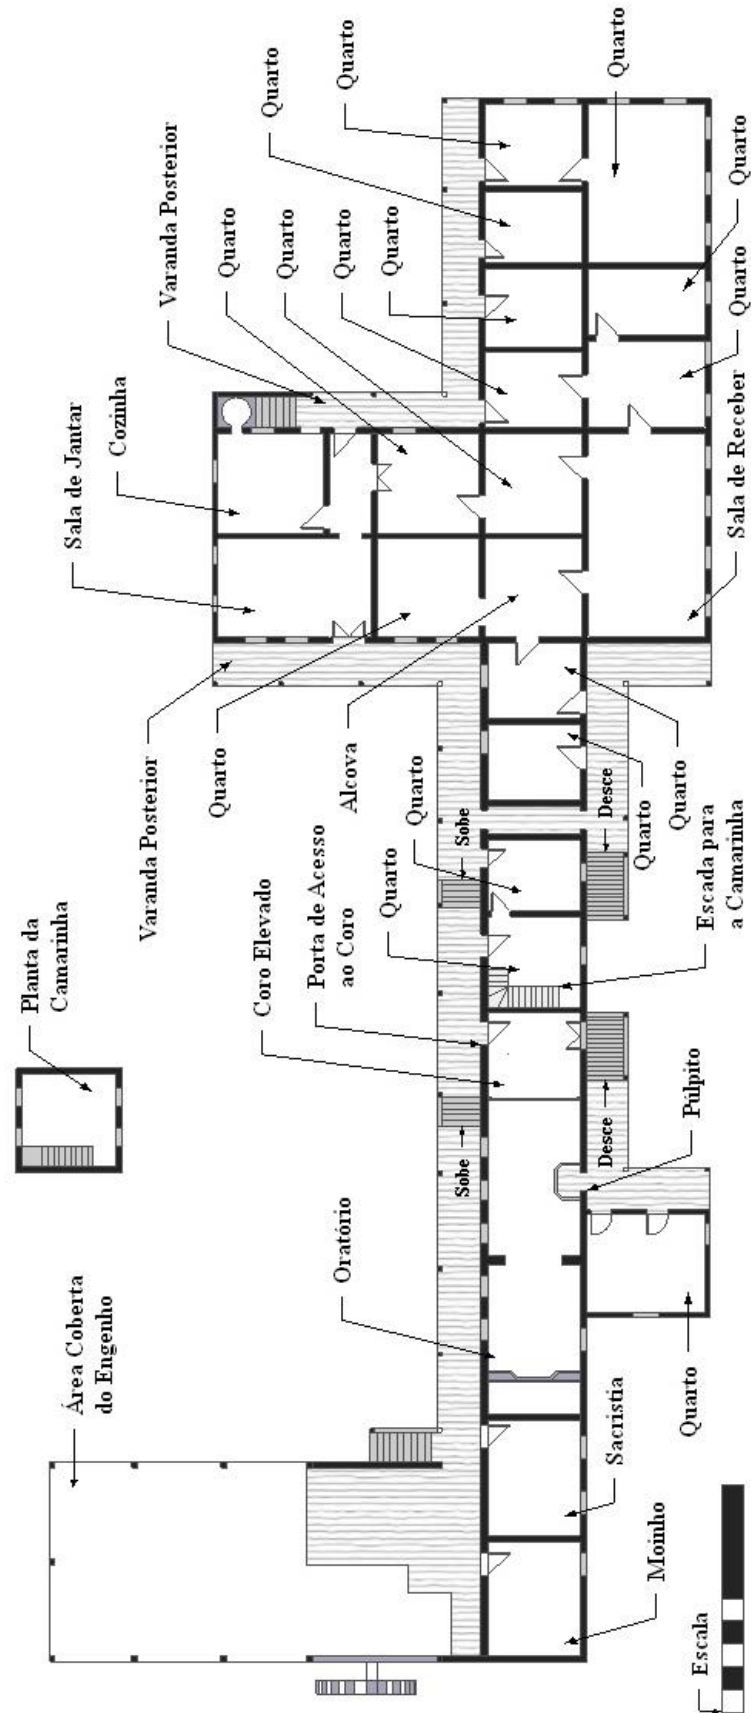 Planta da
Camarinha
Área Coberta
do Engenho
Sala de Jantar
Cozinha
Varanda Posterior
Varanda Posterior
Quarto
Quarto
Coro Elevado
Quarto
Quarto
Porta de Acesso
ao Coro
Oratório
Alcova
Quarto
Quarto
Quarto
Quarto
Quarto
Sobe
Sobe
Desce
Desce
Sacristia
Quarto
Quarto
Moinho
Quarto
Quarto
Púlpito
Escada para
a Camarinha
Escala
Quarto
Sala de Receber
Quarto